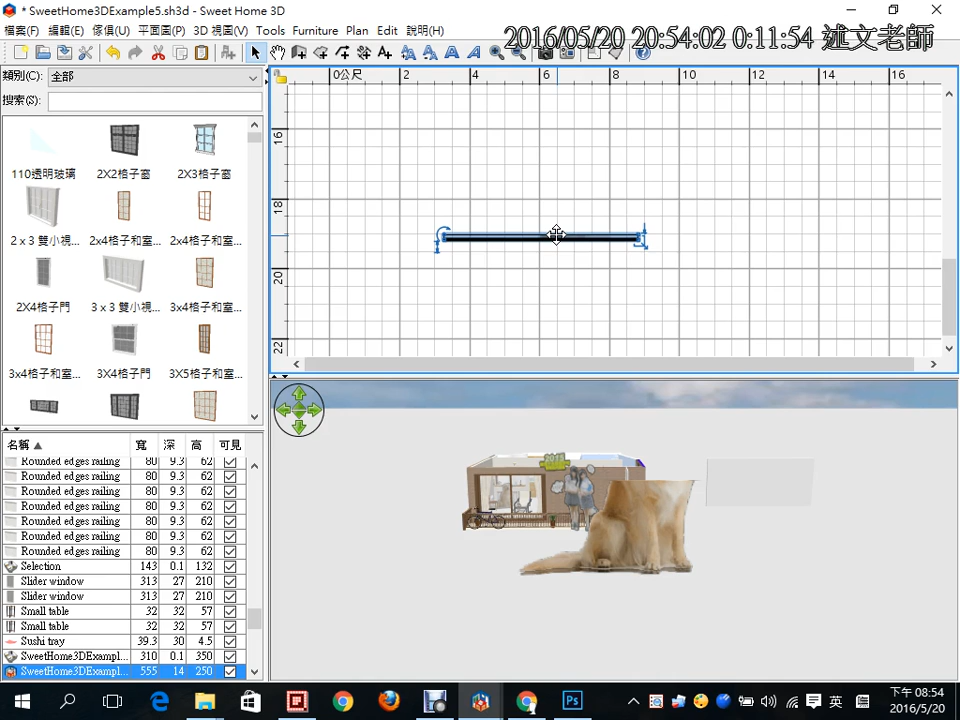 * SweetHome3DExample5.sh3d - Sweet Home 3D
檔案(F) 編輯(E) 傢俱(U) 平面圖(P) 3D 視圖(V) Tools Furniture Plan Edit 說明(H)
2016/05/20 20:54:02 0:11:54 述文老師
類別(C): 全部
搜索(S):
110透明玻璃 2X2格子窗 2X3格子窗
2 x 3 雙小視... 2x4格子和室... 2x4格子和室...
2X4格子門 3 x 3 雙小視... 3x4格子和室...
3x4格子和室... 3X4格子門 3X5格子窗...
0公尺 2 4 6 8 10 12 14 16
16
18
20
22
名稱 寬 深 高 可見
Rounded edges railing 80 9.3 62
Rounded edges railing 80 9.3 62
Rounded edges railing 80 9.3 62
Rounded edges railing 80 9.3 62
Rounded edges railing 80 9.3 62
Rounded edges railing 80 9.3 62
Rounded edges railing 80 9.3 62
Selection 143 0.1 132
Slider window 313 27 210
Slider window 313 27 210
Small table 32 32 57
Small table 32 32 57
Sushi tray 39.3 30 4.5
SweetHome3DExampl... 310 0.1 350
SweetHome3DExampl... 555 14 250
英
下午 08:54
2016/5/20